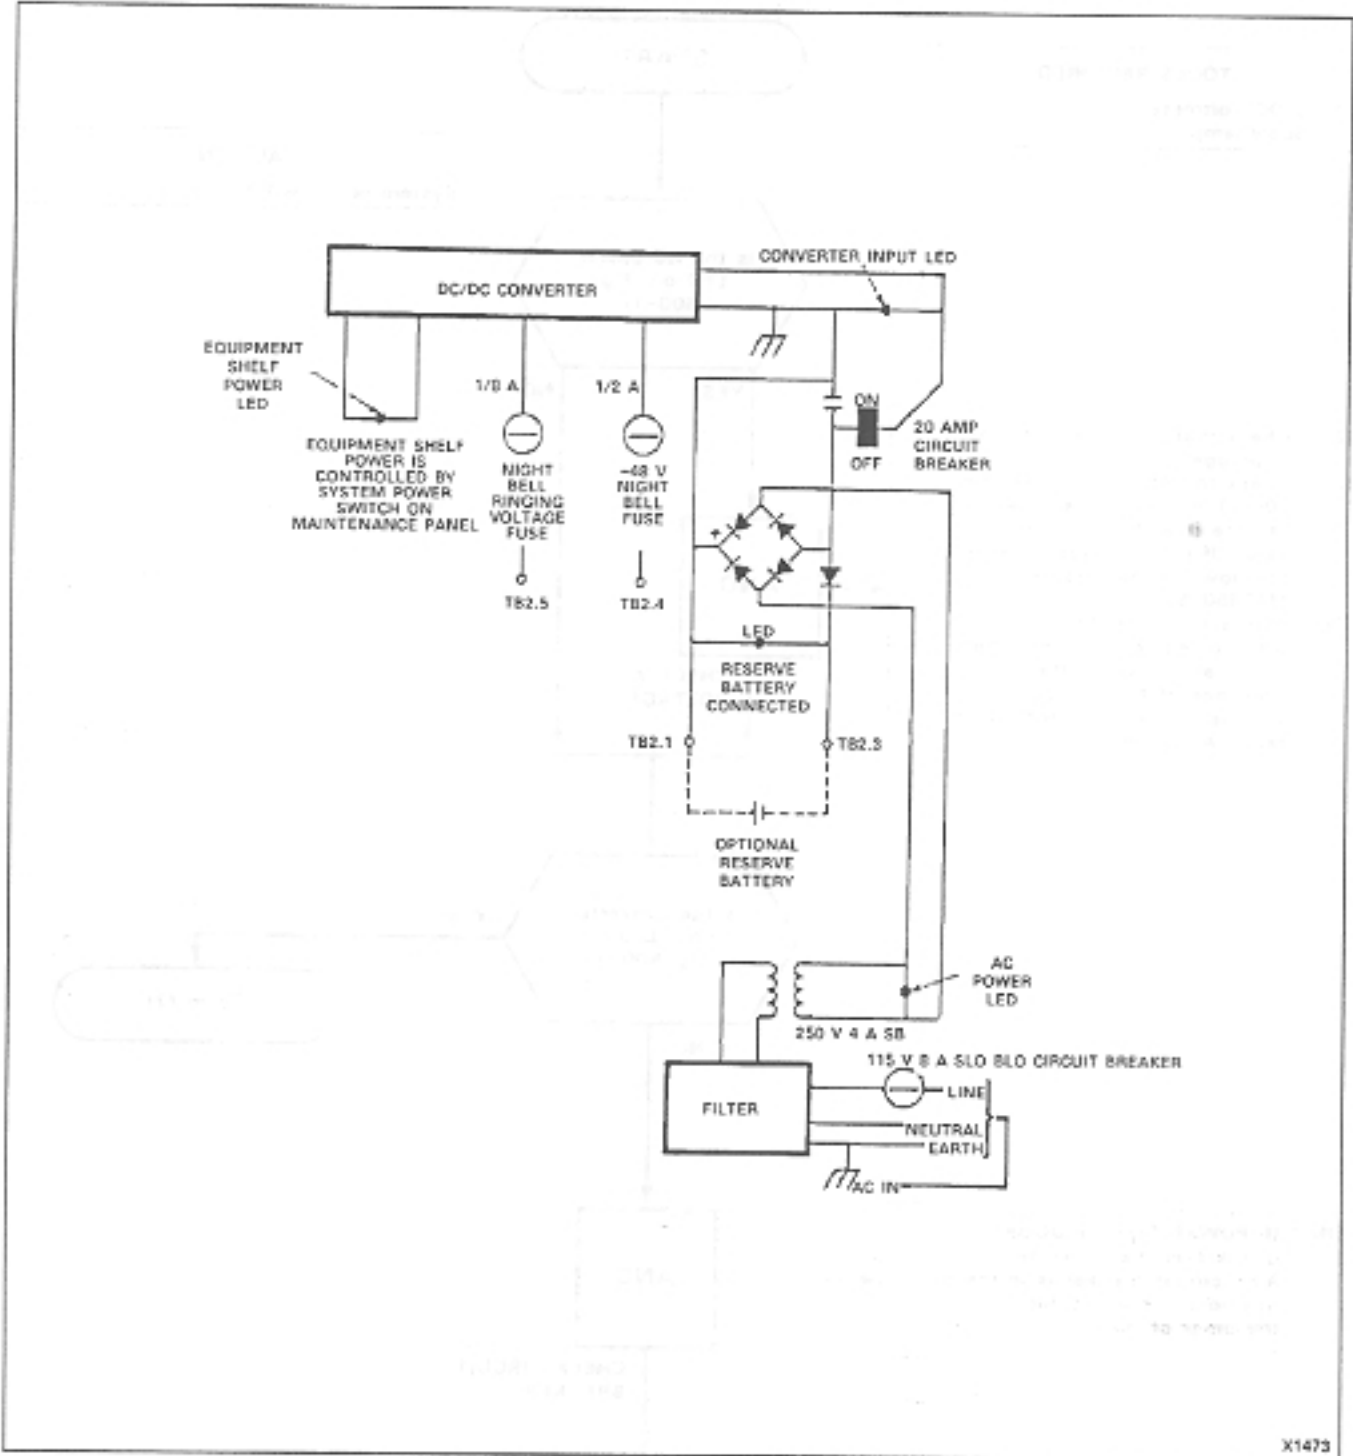 CONVERTER INPUT LED
DC/DC CONVERTER
EQUIPMENT
SHELF
POWER
LED
1/8 A
1/2 A
ON
20 AMP
CIRCUIT
BREAKER
OFF
EQUIPMENT SHELF
POWER IS
CONTROLLED BY
SYSTEM POWER
SWITCH ON
MAINTENANCE PANEL
NIGHT
BELL
RINGING
VOLTAGE
FUSE
-48 V
NIGHT
BELL
FUSE
+
TB2.5
TB2.4
LED
RESERVE
BATTERY
CONNECTED
TB2.1
TB2.3
OPTIONAL
RESERVE
BATTERY
AC
POWER
LED
250 V 4 A SB
115 V 8 A SLO BLO CIRCUIT BREAKER
LINE
FILTER
NEUTRAL
EARTH
AC IN
X1473